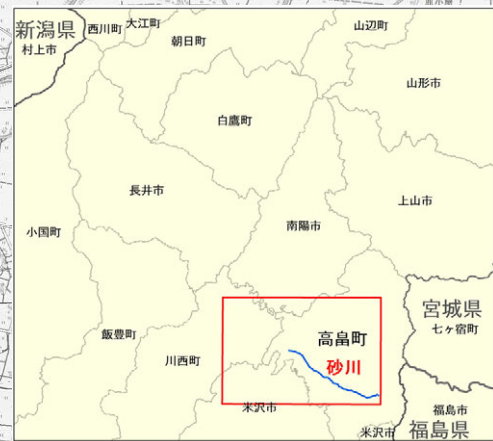 新潟県
村上市
西川町
大江町
朝日町
山辺町
山形市
白鷹町
長井市
上山市
小国町
南陽市
宮城県
七ヶ宿町
飯豊町
川西町
高畠町
砂川
米沢市
福島市
米沢市
福島県